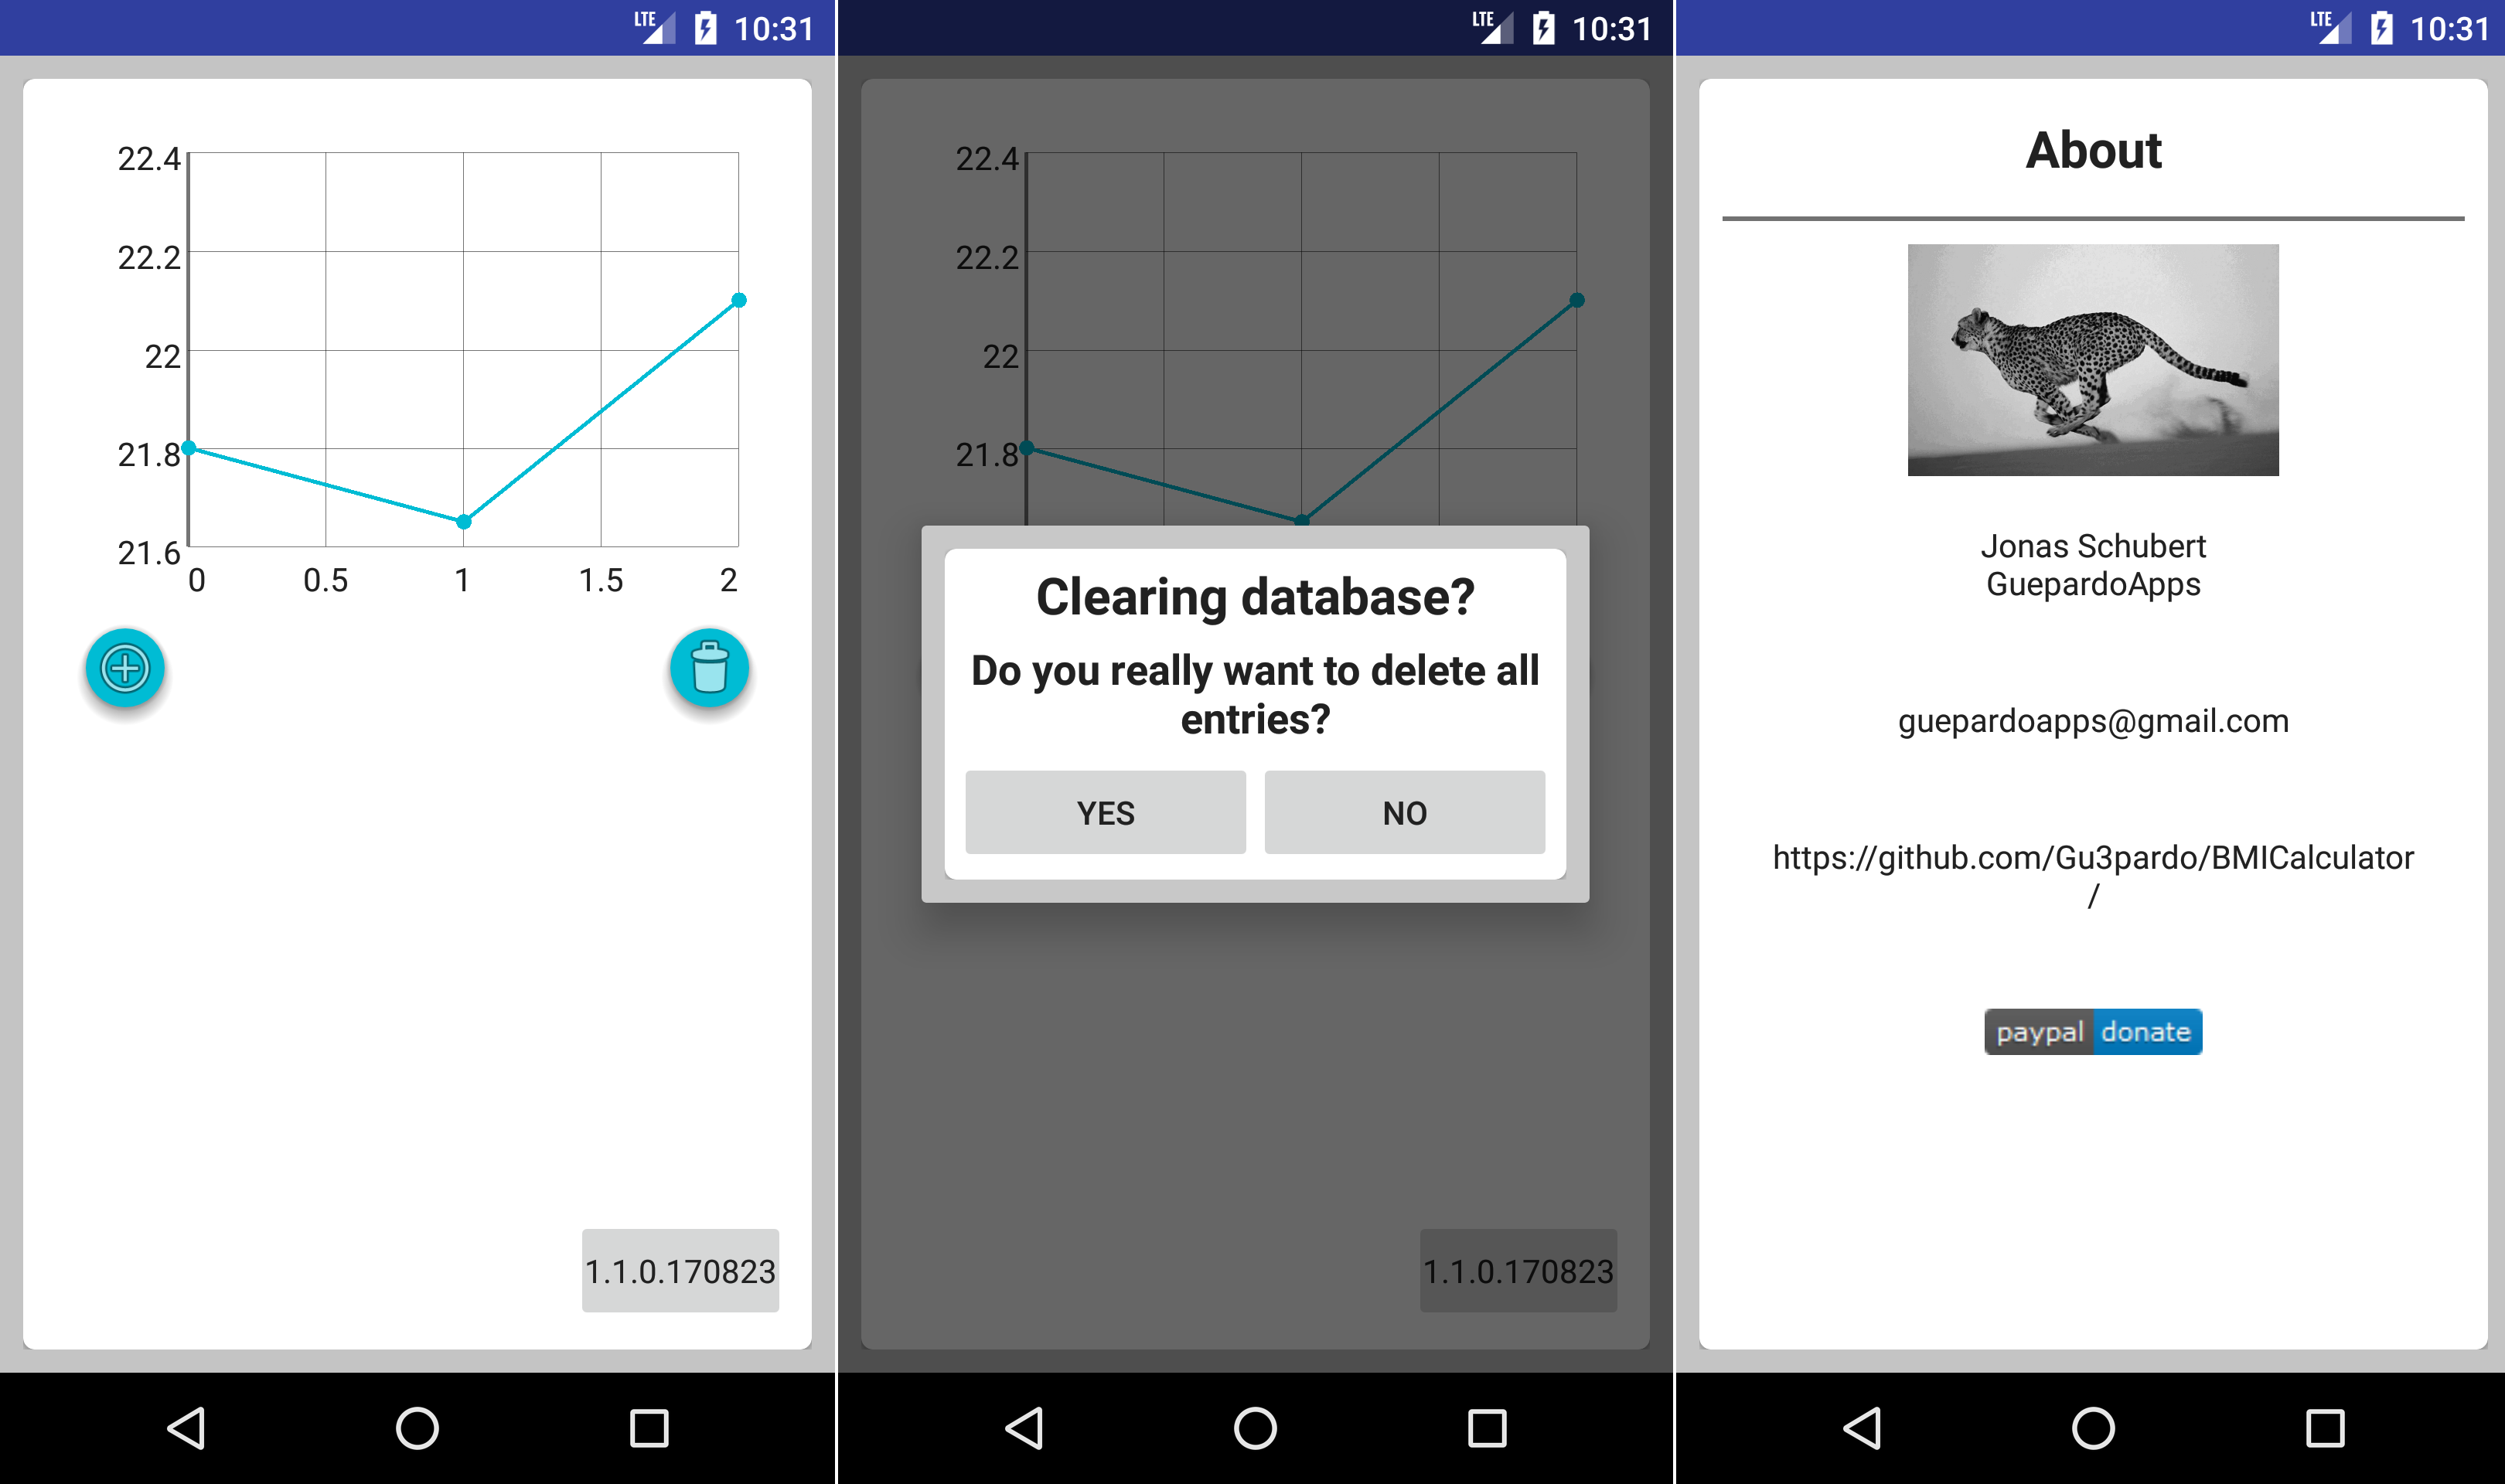 LTE 10:31
22.4
22.2
22
21.8
21.6
0 0.5 1 1.5 2
1.1.0.170823
LTE 10:31
22.4
22.2
22
21.8
Clearing database?
Do you really want to delete all
entries?
YES NO
1.1.0.170823
LTE 10:31
About
Jonas Schubert
GuepardoApps
guepardoapps@gmail.com
https://github.com/Gu3pardo/BMICalculator
/
paypal donate